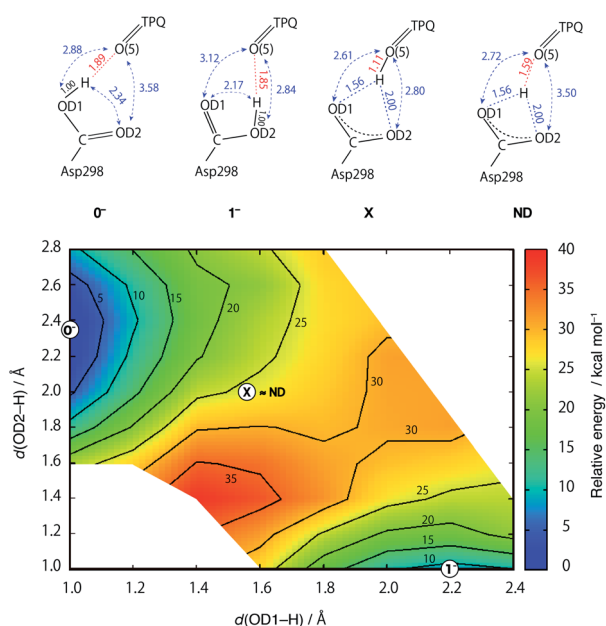 TPQ TPQ TPQ TPQ
2.88 O(5) 3.12 O(5) 2.61 O(5) 2.72 O(5)
1.89 1.85 1.11 1.59
H 3.58 2.17 H 2.84 H 2.80 H 3.50
1.00 2.34 1.00 1.56 2.00 1.56 2.00
OD1 OD2 OD1 OD2 OD1 OD2 OD1 OD2
C C
Asp298 Asp298 Asp298 Asp298
0⁻ 1⁻ X ND
2.8 2.6 2.4 2.2 2.0 1.8 1.6 1.4 1.2 1.0
d(OD2–H) / Å
5 10 15 20 25
0⁻
X ≈ ND
30
30
35
25
20
15
10
1⁻
1.0 1.2 1.4 1.6 1.8 2.0 2.2 2.4
d(OD1–H) / Å
40 35 30 25 20 15 10 5 0
Relative energy / kcal mol⁻¹